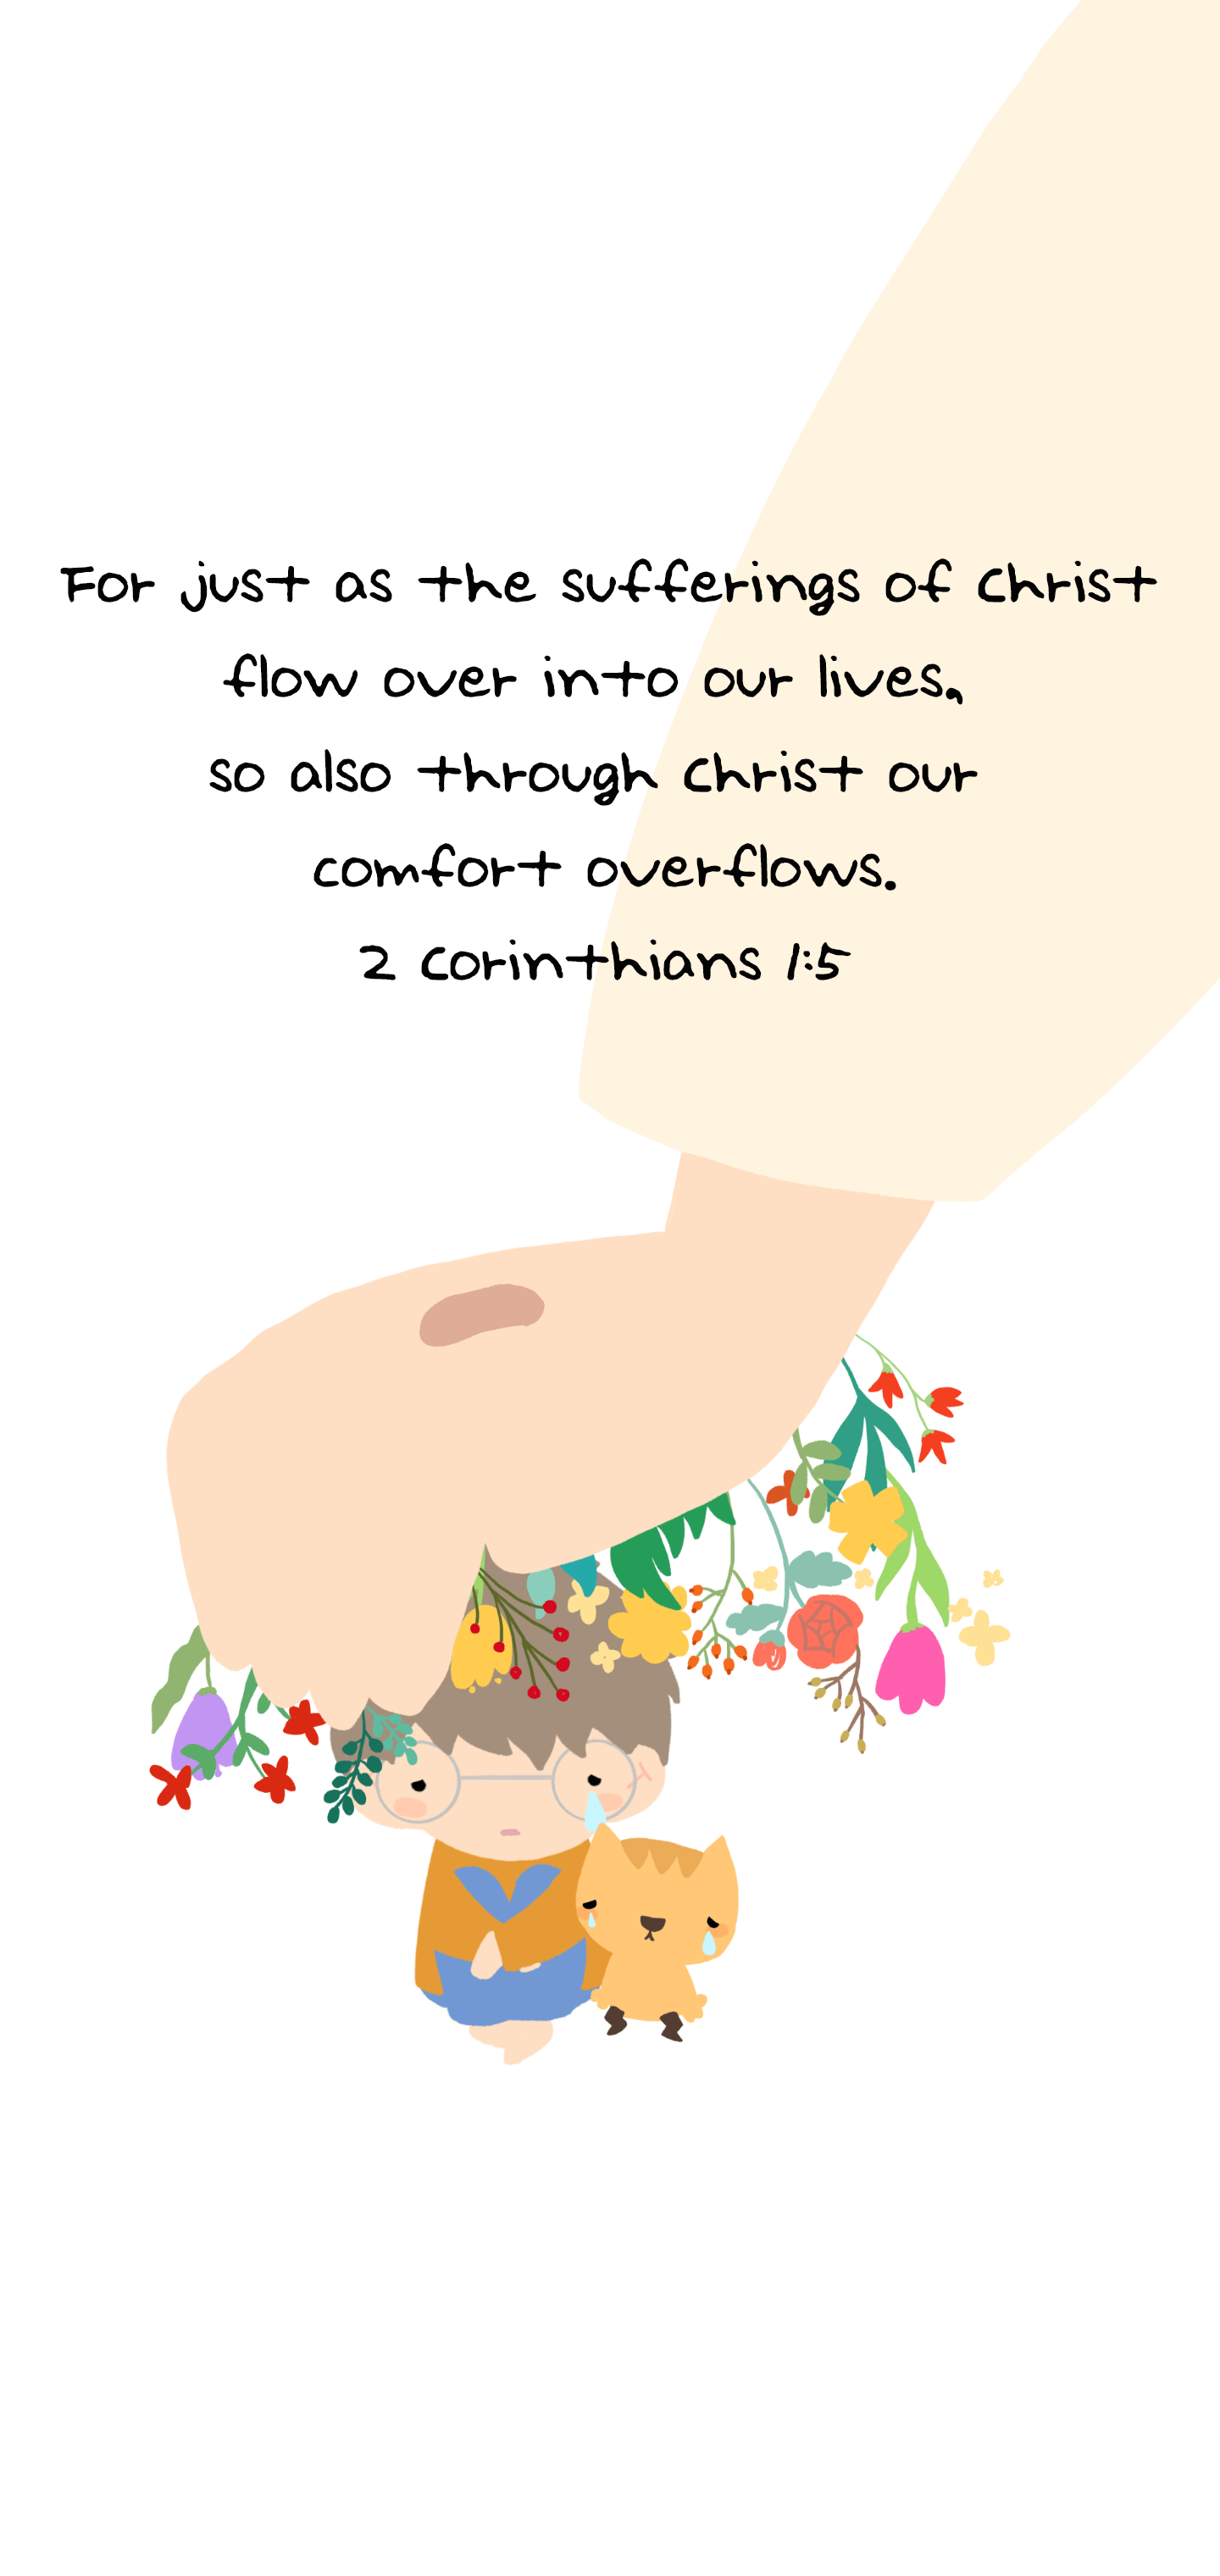 For just as the sufferings of Christ
flow over into our lives,
so also through Christ our
comfort overflows.
2 Corinthians 1:5